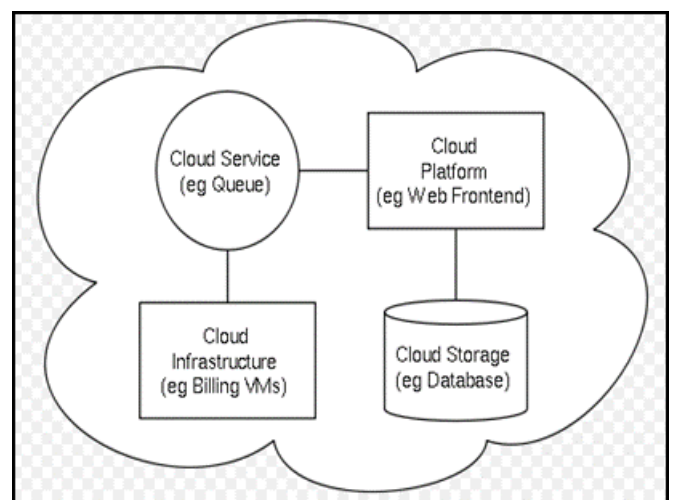 Cloud Service
(eg Queue)
Cloud
Platform
(eg Web Frontend)
Cloud
Infrastructure
(eg Billing VMs)
Cloud Storage
(eg Database)